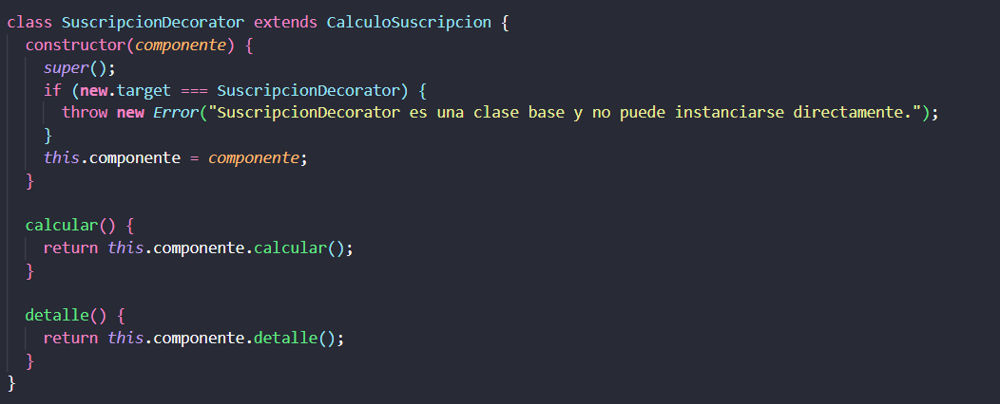 class SuscripcionDecorator extends CalculoSuscripcion {
  constructor(componente) {
    super();
    if (new.target === SuscripcionDecorator) {
      throw new Error("SuscripcionDecorator es una clase base y no puede instanciarse directamente.");
    }
    this.componente = componente;
  }

  calcular() {
    return this.componente.calcular();
  }

  detalle() {
    return this.componente.detalle();
  }
}